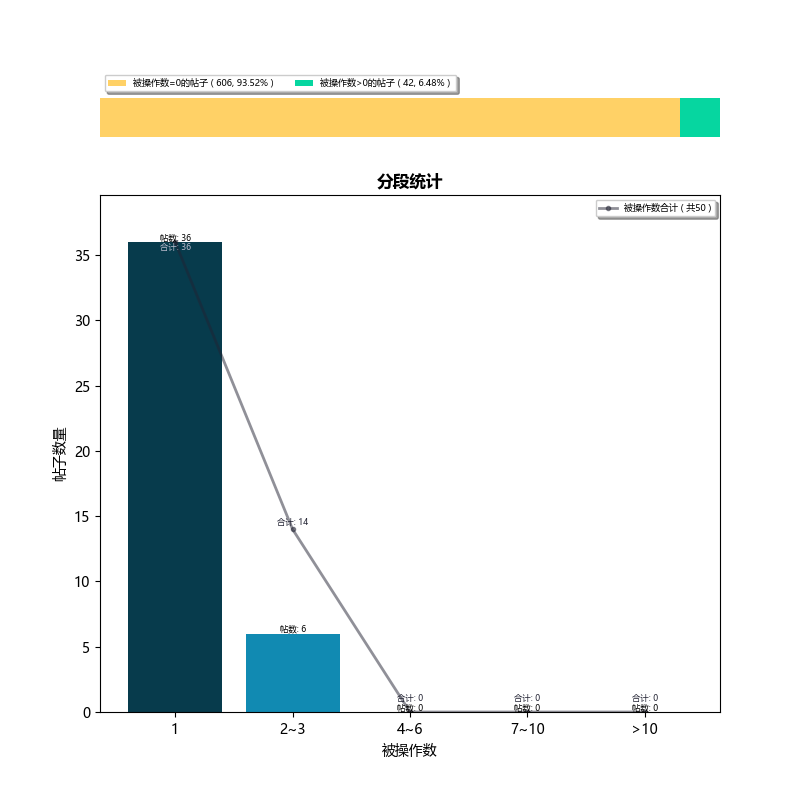 被操作数=0的帖子 ( 606, 93.52% )
被操作数>0的帖子 ( 42, 6.48% )
分段统计
被操作数合计 ( 共50 )
帖数: 36
合计: 36
合计: 14
帖数: 6
合计: 0
帖数: 0
合计: 0
帖数: 0
合计: 0
帖数: 0
35
30
25
20
15
10
5
0
帖子数量
1
2~3
4~6
7~10
>10
被操作数